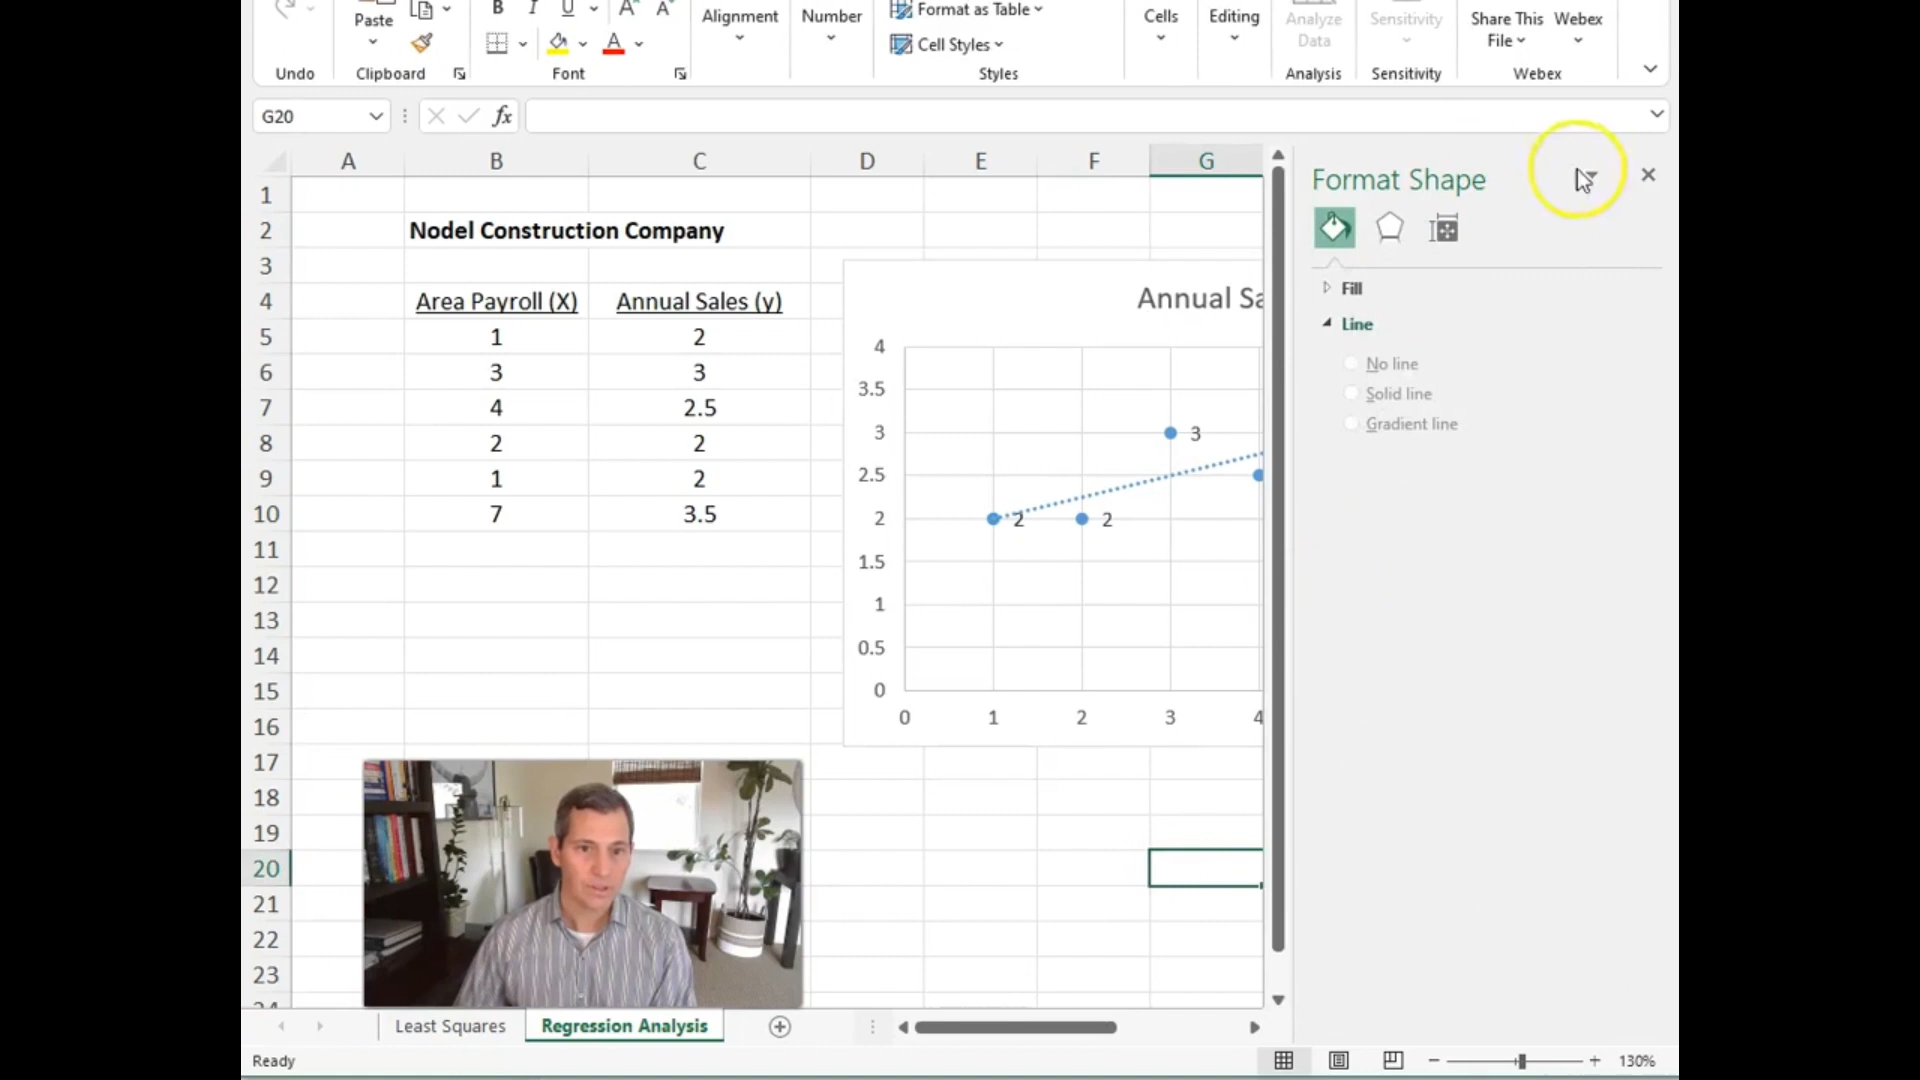 Paste
B I U A A
A
Alignment
Number
Format as Table
Cell Styles
Cells
Editing
Analyze
Data
Sensitivity
Share This
File
Webex
Undo
Clipboard
Font
Styles
Analysis
Sensitivity
Webex
G20
fx
A B C D E F G
1
2 Nodel Construction Company
3
4 Area Payroll (X) Annual Sales (y)
5 1 2
6 3 3
7 4 2.5
8 2 2
9 1 2
10 7 3.5
11
12
13
14
15
16
17
18
19
20
21
22
23
Annual Sa
4
3.5
3
2.5
2
1.5
1
0.5
0
3
2
2
0 1 2 3 4
Format Shape
Fill
Line
No line
Solid line
Gradient line
Least Squares
Regression Analysis
Ready
130%